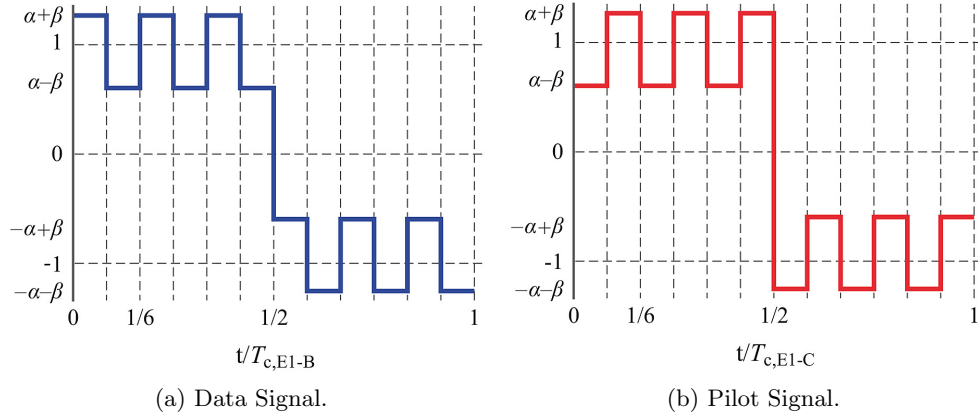 α+β
1
α–β
0
–α+β
-1
–α–β
0
1/6
1/2
1
t/Tc,E1-B
(a) Data Signal.
α+β
1
α–β
0
–α+β
-1
–α–β
0
1/6
1/2
1
t/Tc,E1-C
(b) Pilot Signal.